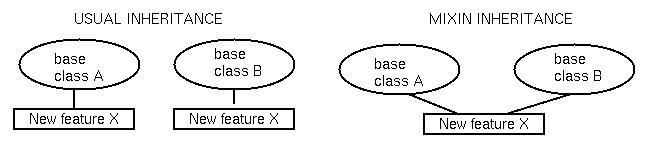 USUAL INHERITANCE
base
class A
New feature X
base
class B
New feature X
MIXIN INHERITANCE
base
class A
base
class B
New feature X